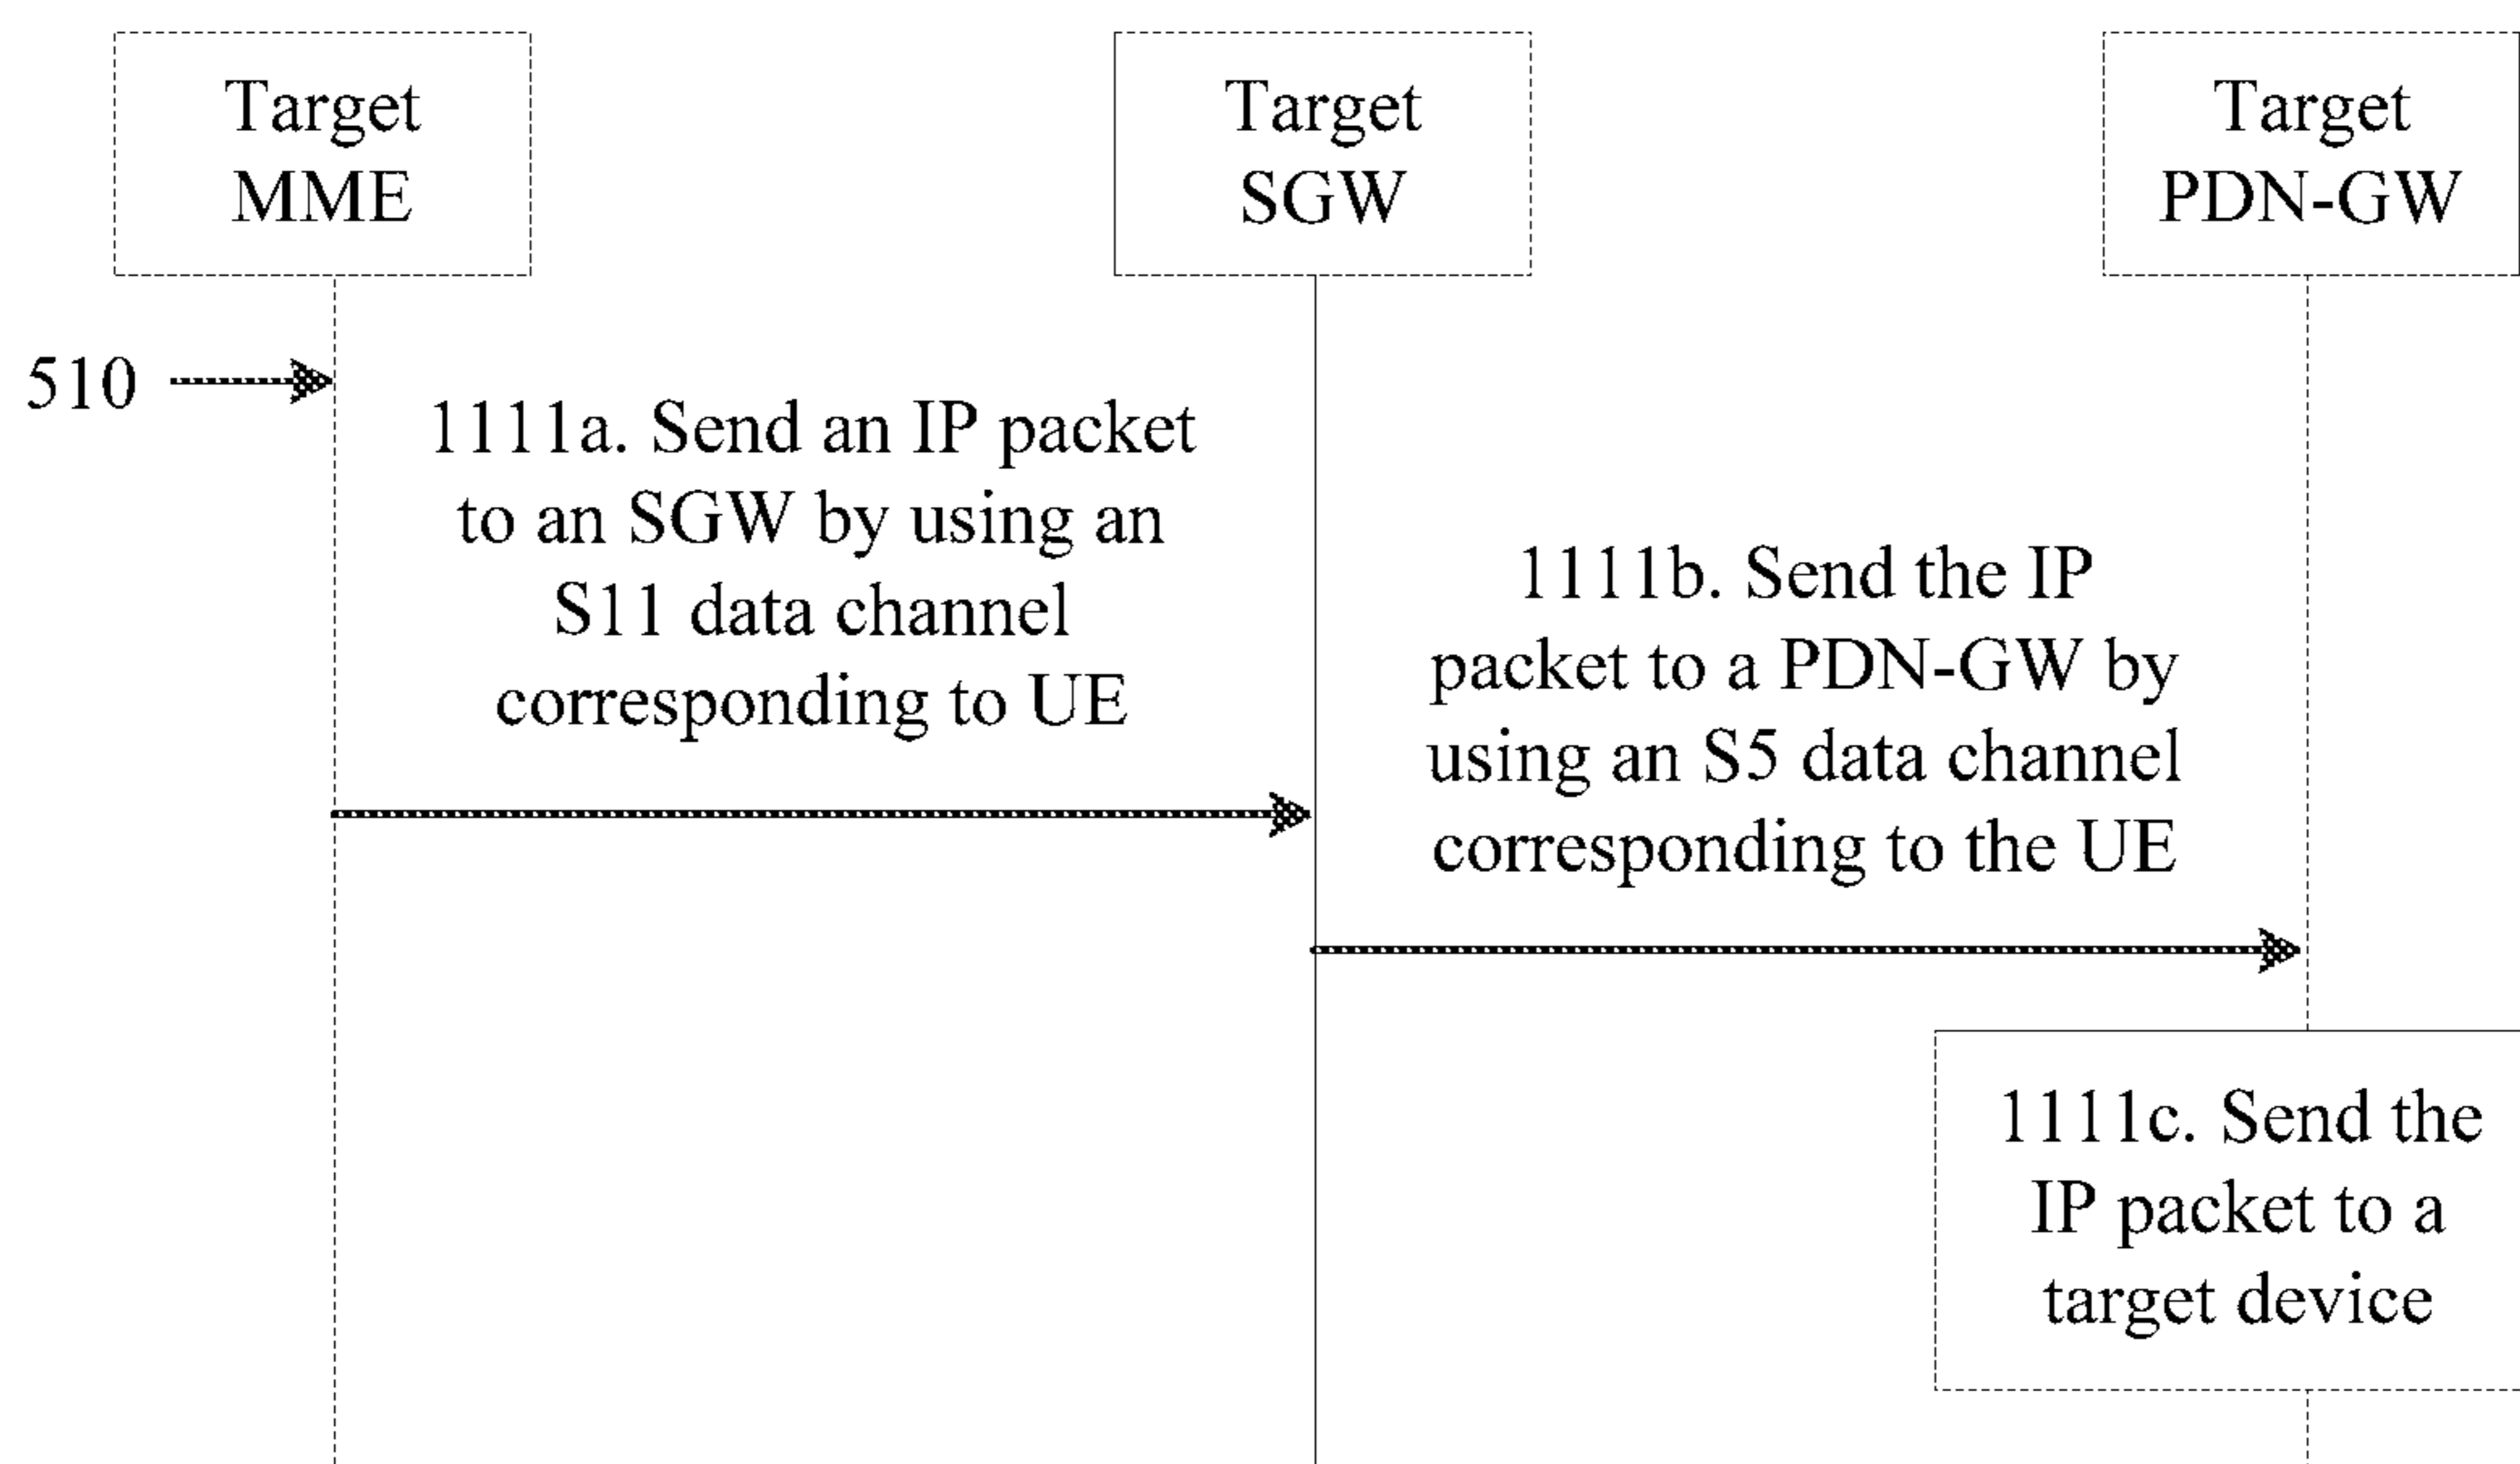 Target
MME
Target
SGW
Target
PDN-GW
510
1111a. Send an IP packet
to an SGW by using an
S11 data channel
corresponding to UE
1111b. Send the IP
packet to a PDN-GW by
using an S5 data channel
corresponding to the UE
1111c. Send the
IP packet to a
target device